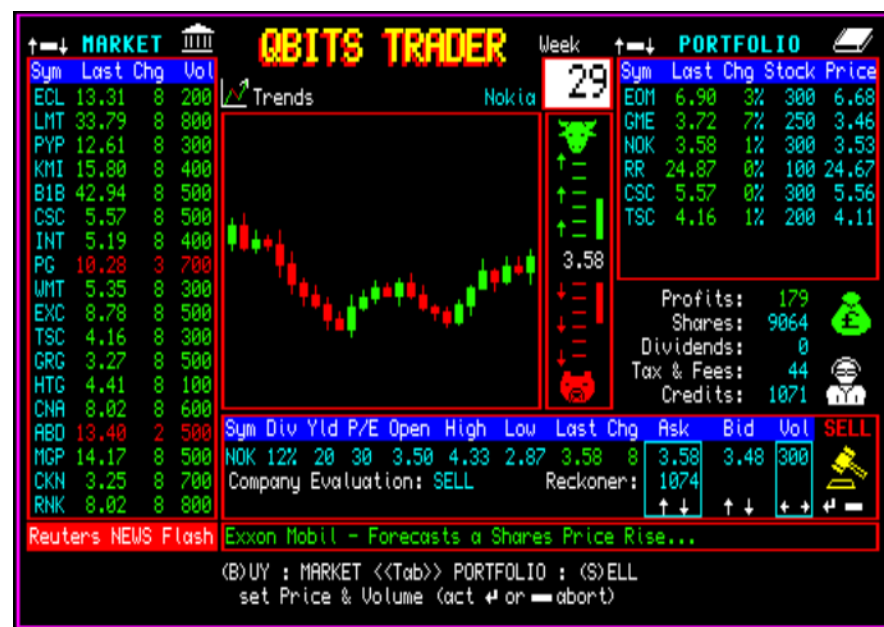 QBITS TRADER
↑▬↓ MARKET
Week
29
↑▬↓ PORTFOLIO
Sym Last Chg Vol
ECL 13.31 8 200
LMT 33.79 8 800
PYP 12.61 8 300
KMI 15.80 8 400
B1B 42.94 8 500
CSC 5.57 8 500
INT 5.19 8 400
PG 10.28 3 700
WMT 5.35 8 300
EXC 8.78 8 500
TSC 4.16 8 300
GRG 3.27 8 500
HTG 4.41 8 100
CNA 8.02 8 600
ABD 13.40 2 500
MGP 14.17 8 500
CKN 3.25 8 700
RNK 8.02 8 800
Trends Nokia
3.58
Sym Last Chg Stock Price
EOM 6.90 3% 300 6.68
GME 3.72 7% 250 3.46
NOK 3.58 1% 300 3.53
RR 24.87 0% 100 24.67
CSC 5.57 0% 300 5.56
TSC 4.16 1% 200 4.11
Profits: 179
£
Shares: 9064
Dividends: 0
Tax & Fees: 44
Credits: 1071
Sym Div Yld P/E Open High Low Last Chg Ask Bid Vol SELL
NOK 12% 20 30 3.50 4.33 2.87 3.58 8 3.58 3.48 300
Company Evaluation: SELL Reckoner: 1074
↑ ↓ ↑ ↓ ← → ↵ ▬
Reuters NEWS Flash Exxon Mobil - Forecasts a Shares Price Rise...
(B)UY : MARKET <<Tab>> PORTFOLIO : (S)ELL
set Price & Volume (act ↵ or ▬ abort)